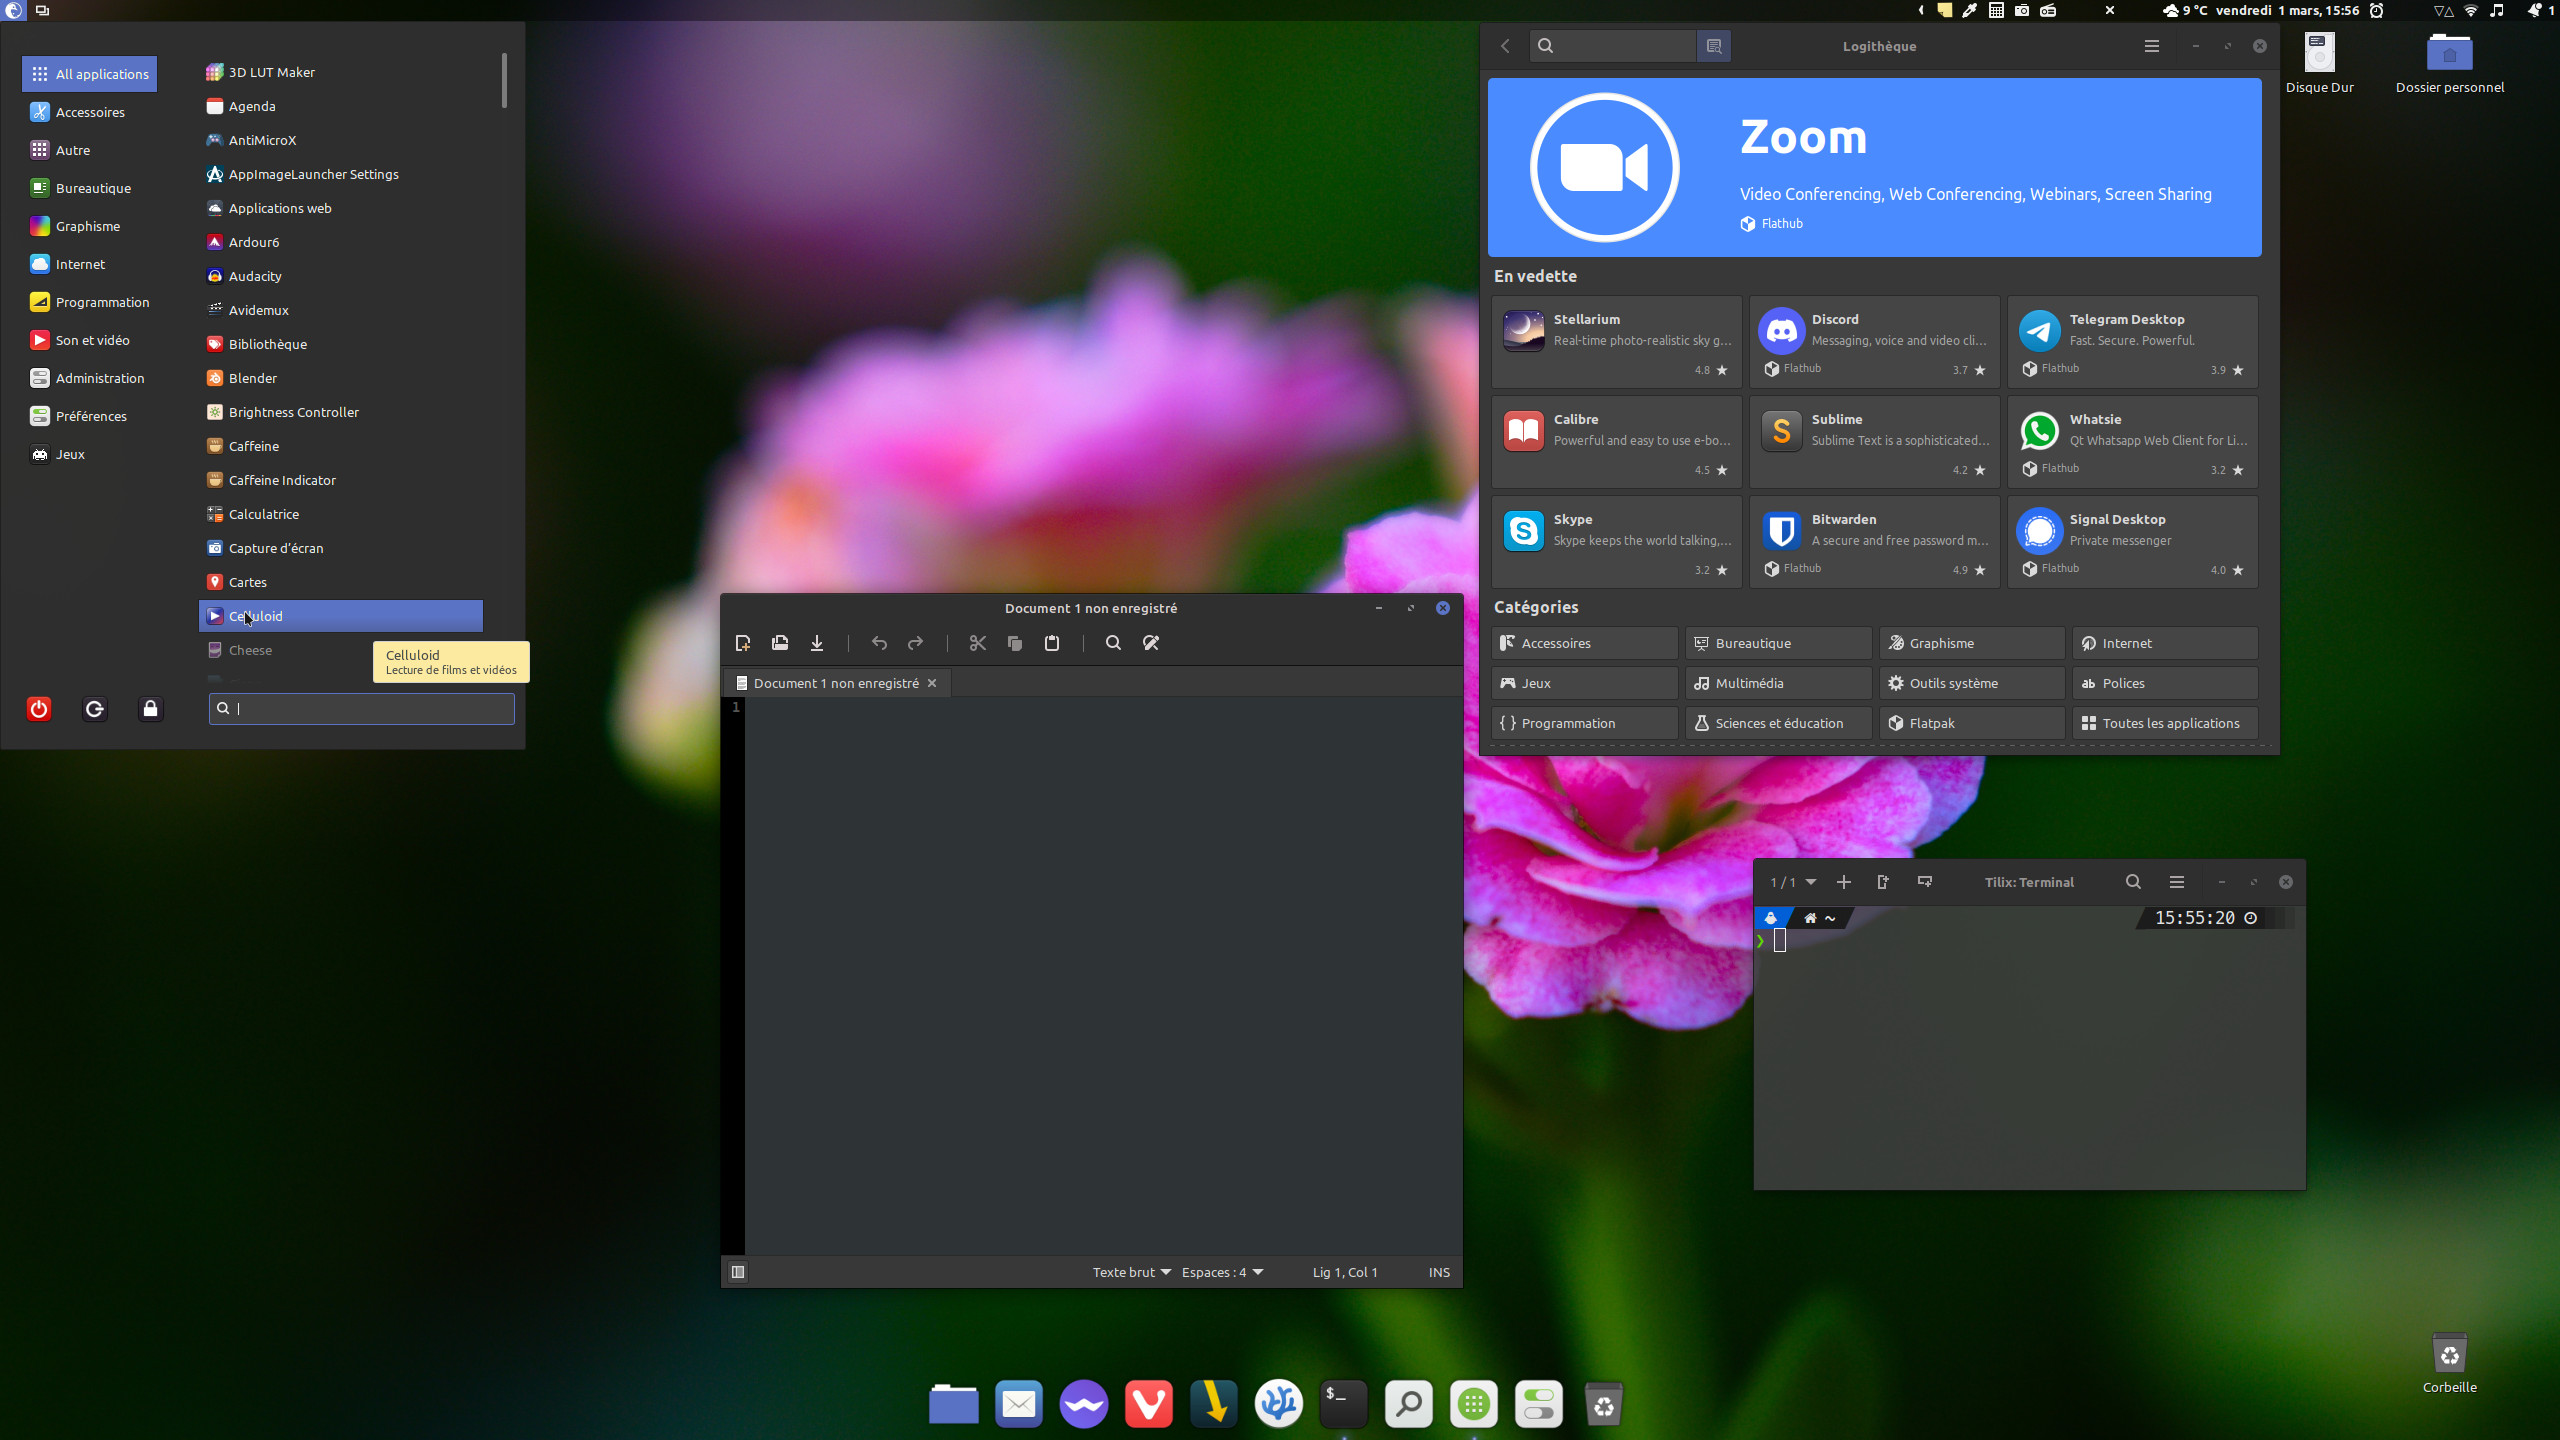 9 °C vendredi 1 mars, 15:56
1
All applications
Accessoires
Autre
Bureautique
Graphisme
Internet
Programmation
Son et vidéo
Administration
Préférences
Jeux
3D LUT Maker
Agenda
AntiMicroX
AppImageLauncher Settings
Applications web
Ardour6
Audacity
Avidemux
Bibliothèque
Blender
Brightness Controller
Caffeine
Caffeine Indicator
Calculatrice
Capture d’écran
Cartes
Celluloid
Cheese
Celluloid
Lecture de films et vidéos
Document 1 non enregistré
Document 1 non enregistré
1
Texte brut Espaces : 4 Lig 1, Col 1 INS
Logithèque
Zoom
Video Conferencing, Web Conferencing, Webinars, Screen Sharing
Flathub
En vedette
Stellarium
Real-time photo-realistic sky g...
4.8 ★
Discord
Messaging, voice and video cli...
Flathub 3.7 ★
Telegram Desktop
Fast. Secure. Powerful.
Flathub 3.9 ★
Calibre
Powerful and easy to use e-bo...
4.5 ★
Sublime
Sublime Text is a sophisticated...
4.2 ★
Whatsie
Qt Whatsapp Web Client for Li...
Flathub 3.2 ★
Skype
Skype keeps the world talking,...
3.2 ★
Bitwarden
A secure and free password m...
Flathub 4.9 ★
Signal Desktop
Private messenger
Flathub 4.0 ★
Catégories
Accessoires
Bureautique
Graphisme
Internet
Jeux
Multimédia
Outils système
ab Polices
{ } Programmation
Sciences et éducation
Flatpak
Toutes les applications
Disque Dur
Dossier personnel
1 / 1 Tilix: Terminal
~ 15:55:20
❯
$_
Corbeille